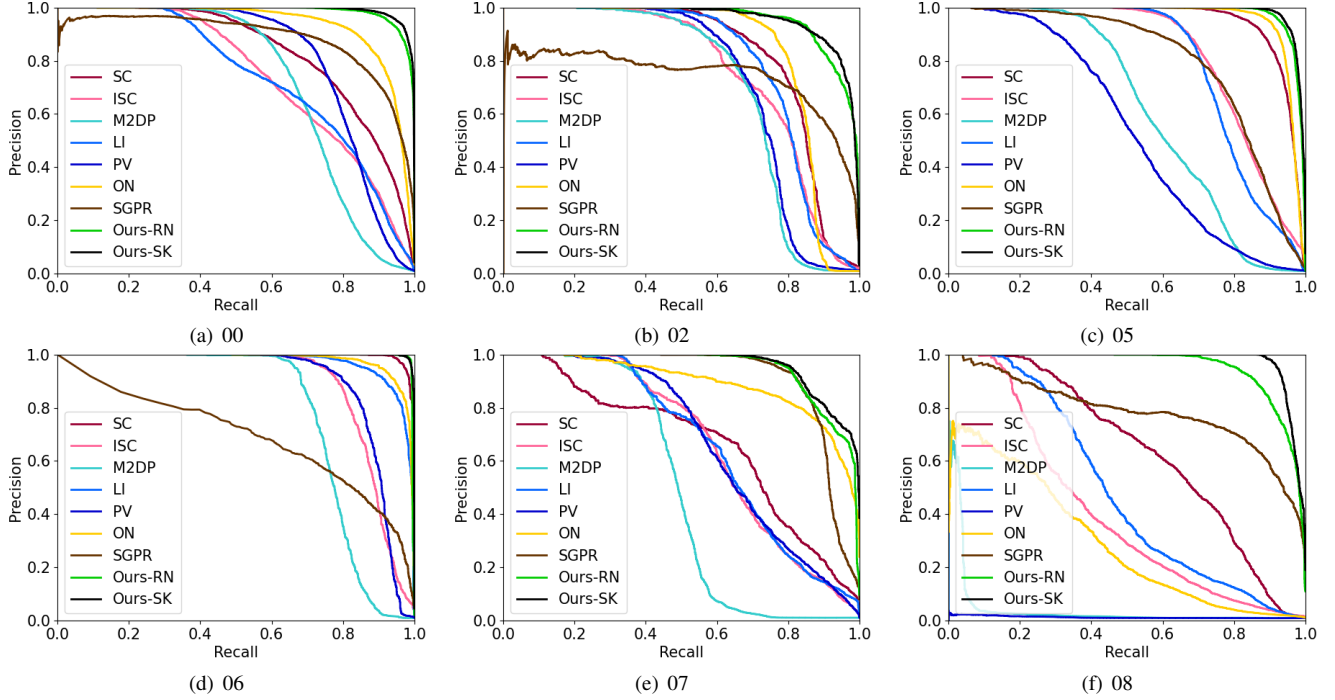 1.0
0.8
0.6
0.4
0.2
0.0
Precision
SC
ISC
M2DP
LI
PV
ON
SGPR
Ours-RN
Ours-SK
0.0 0.2 0.4 0.6 0.8 1.0
Recall
(a) 00
1.0
0.8
0.6
0.4
0.2
0.0
Precision
SC
ISC
M2DP
LI
PV
ON
SGPR
Ours-RN
Ours-SK
0.0 0.2 0.4 0.6 0.8 1.0
Recall
(b) 02
1.0
0.8
0.6
0.4
0.2
0.0
Precision
SC
ISC
M2DP
LI
PV
ON
SGPR
Ours-RN
Ours-SK
0.0 0.2 0.4 0.6 0.8 1.0
Recall
(c) 05
1.0
0.8
0.6
0.4
0.2
0.0
Precision
SC
ISC
M2DP
LI
PV
ON
SGPR
Ours-RN
Ours-SK
0.0 0.2 0.4 0.6 0.8 1.0
Recall
(d) 06
1.0
0.8
0.6
0.4
0.2
0.0
Precision
SC
ISC
M2DP
LI
PV
ON
SGPR
Ours-RN
Ours-SK
0.0 0.2 0.4 0.6 0.8 1.0
Recall
(e) 07
1.0
0.8
0.6
0.4
0.2
0.0
Precision
SC
ISC
M2DP
LI
PV
ON
SGPR
Ours-RN
Ours-SK
0.0 0.2 0.4 0.6 0.8 1.0
Recall
(f) 08